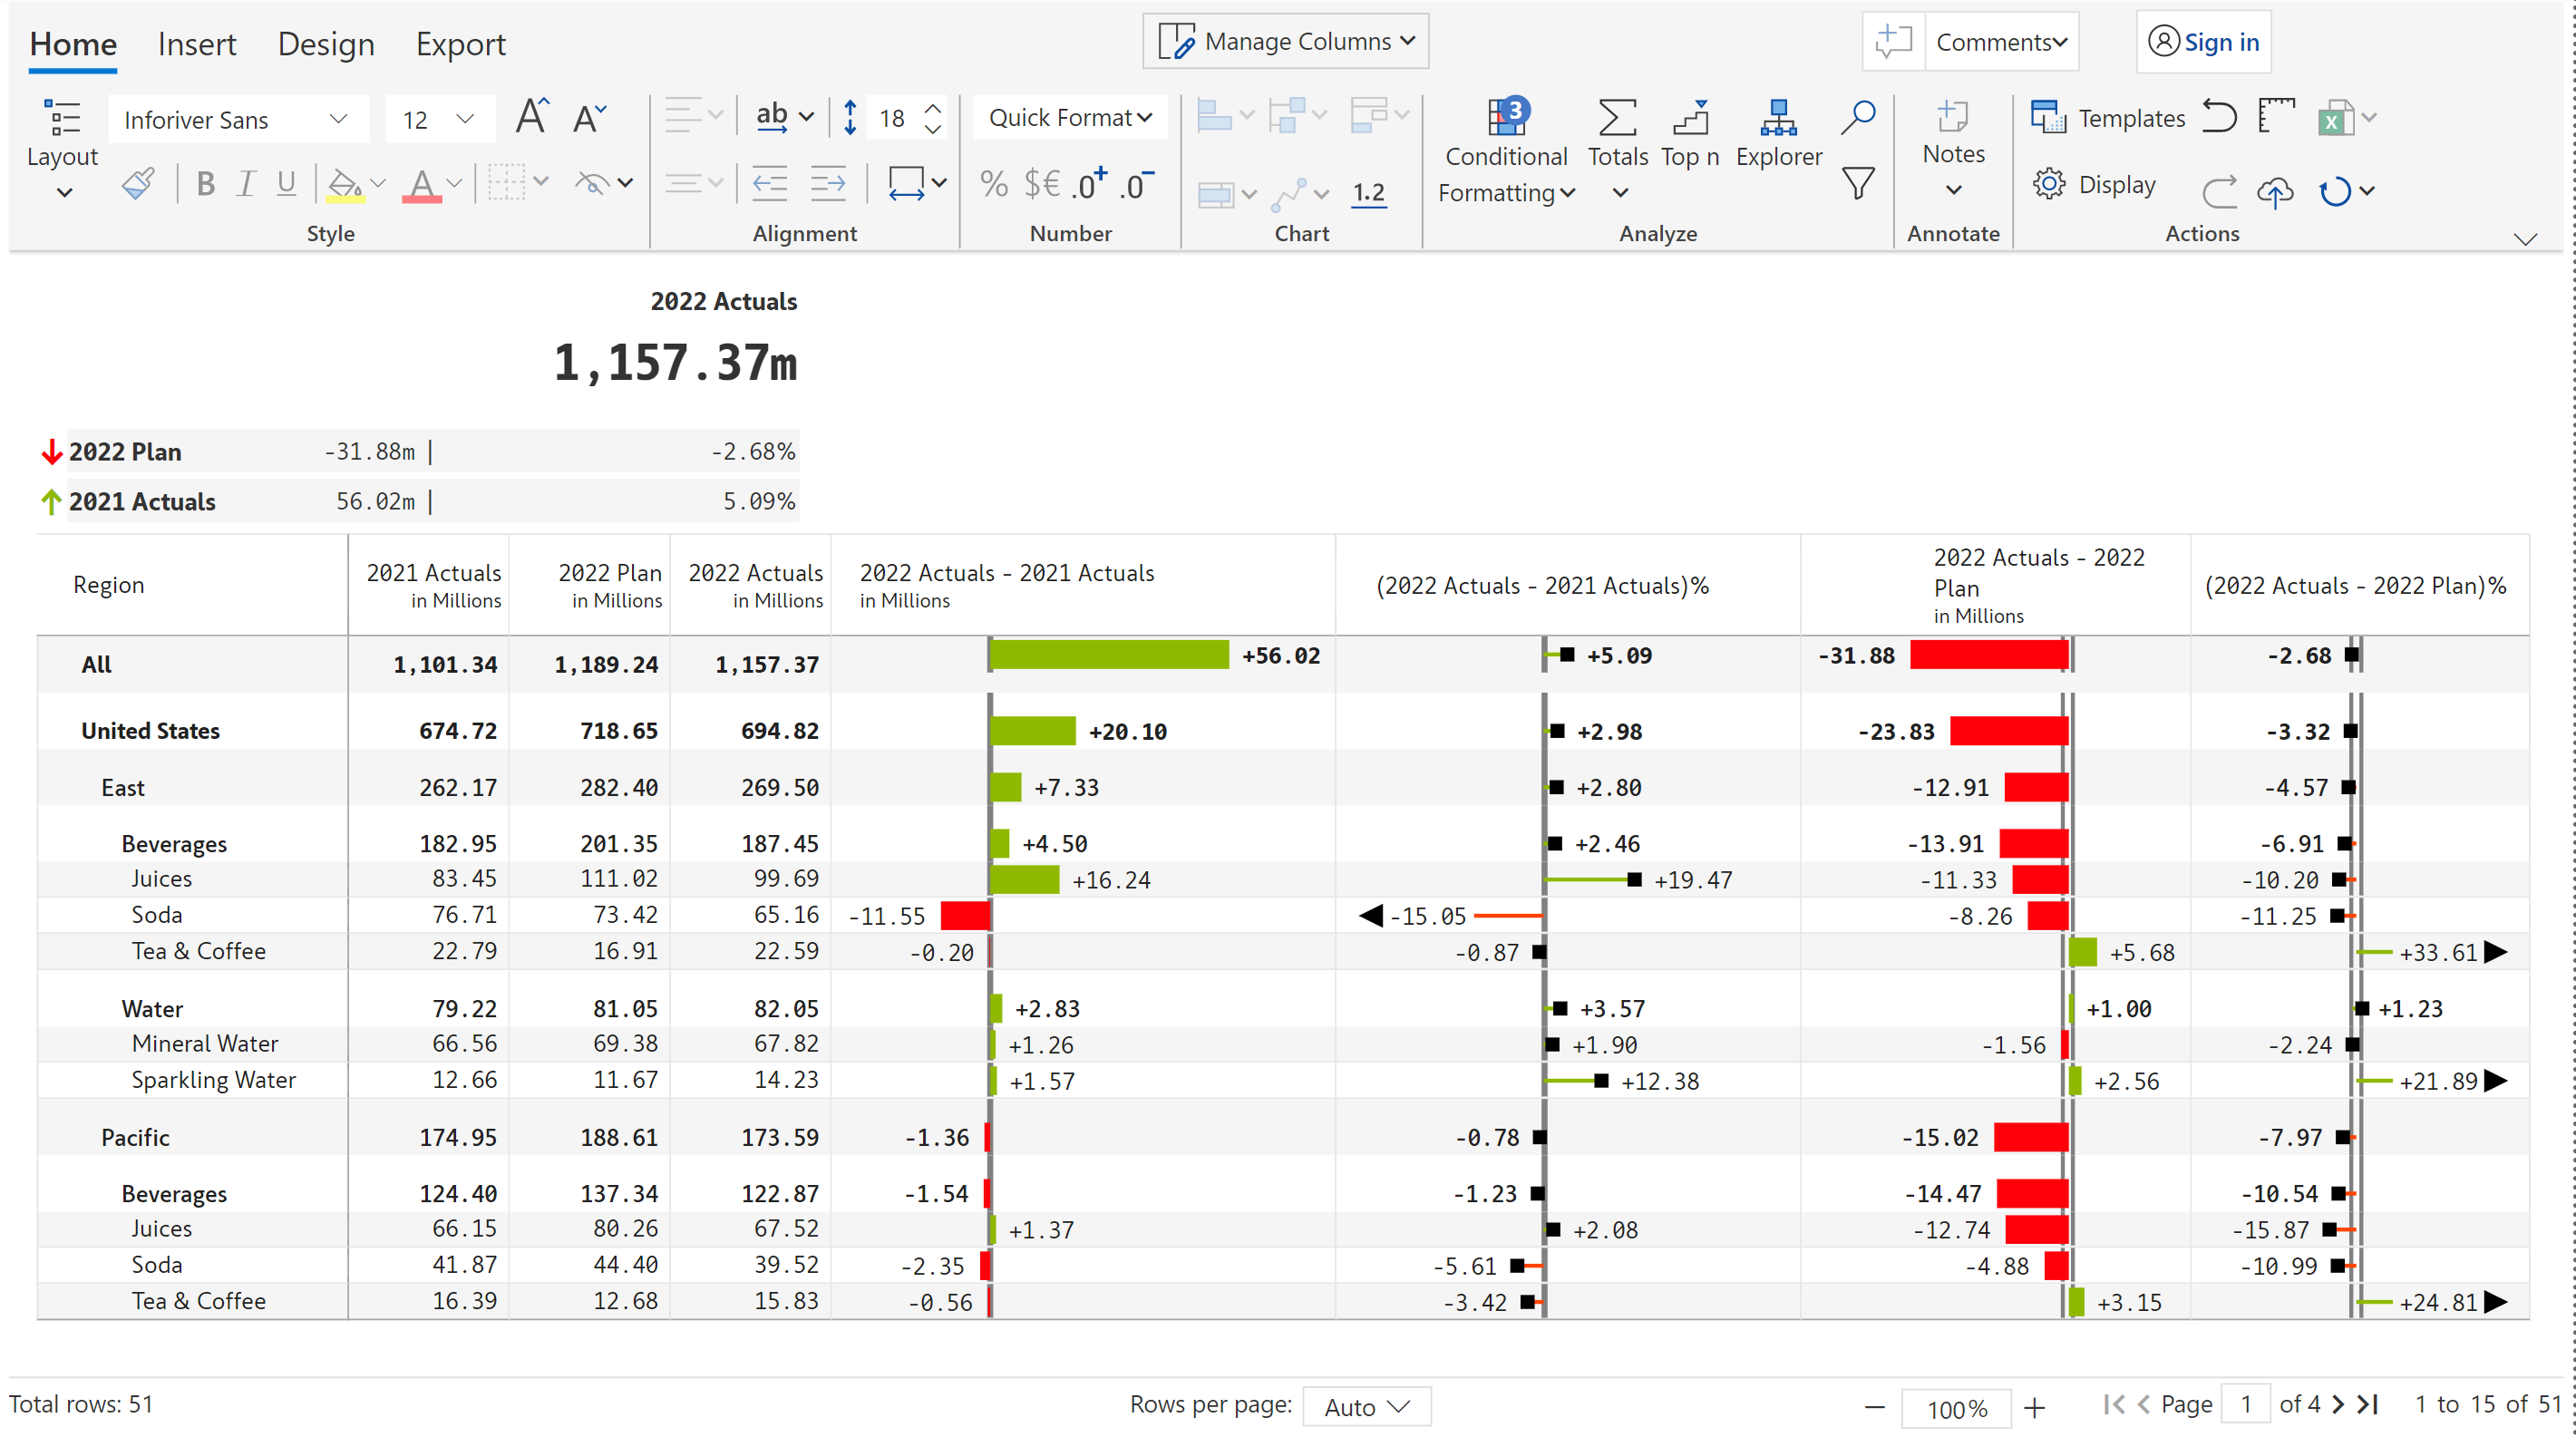 Home Insert Design Export Manage Columns Comments Sign in
Layout Inforiver Sans 12 A A ab 18 Quick Format 3 Conditional Formatting Totals Top n Explorer Notes Templates X
B I U A % $€ .0+ .0- 1.2 Display
Style Alignment Number Chart Analyze Annotate Actions
2022 Actuals
1,157.37m
2022 Plan -31.88m | -2.68%
2021 Actuals 56.02m | 5.09%
Region 2021 Actuals in Millions 2022 Plan in Millions 2022 Actuals in Millions 2022 Actuals - 2021 Actuals in Millions (2022 Actuals - 2021 Actuals)% 2022 Actuals - 2022 Plan in Millions (2022 Actuals - 2022 Plan)%
All 1,101.34 1,189.24 1,157.37 +56.02 +5.09 -31.88 -2.68
United States 674.72 718.65 694.82 +20.10 +2.98 -23.83 -3.32
East 262.17 282.40 269.50 +7.33 +2.80 -12.91 -4.57
Beverages 182.95 201.35 187.45 +4.50 +2.46 -13.91 -6.91
Juices 83.45 111.02 99.69 +16.24 +19.47 -11.33 -10.20
Soda 76.71 73.42 65.16 -11.55 -15.05 -8.26 -11.25
Tea & Coffee 22.79 16.91 22.59 -0.20 -0.87 +5.68 +33.61
Water 79.22 81.05 82.05 +2.83 +3.57 +1.00 +1.23
Mineral Water 66.56 69.38 67.82 +1.26 +1.90 -1.56 -2.24
Sparkling Water 12.66 11.67 14.23 +1.57 +12.38 +2.56 +21.89
Pacific 174.95 188.61 173.59 -1.36 -0.78 -15.02 -7.97
Beverages 124.40 137.34 122.87 -1.54 -1.23 -14.47 -10.54
Juices 66.15 80.26 67.52 +1.37 +2.08 -12.74 -15.87
Soda 41.87 44.40 39.52 -2.35 -5.61 -4.88 -10.99
Tea & Coffee 16.39 12.68 15.83 -0.56 -3.42 +3.15 +24.81
Total rows: 51 Rows per page: Auto 100% Page 1 of 4 1 to 15 of 51